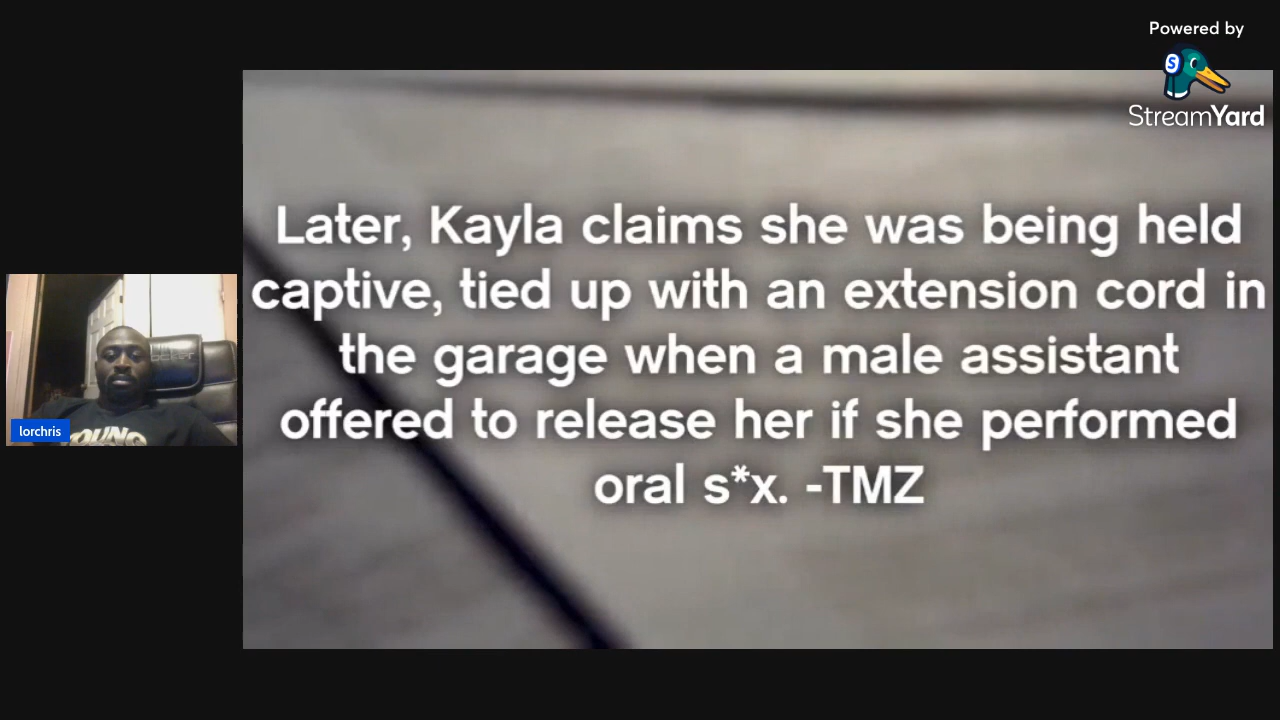 Powered by
StreamYard
Later, Kayla claims she was being held
captive, tied up with an extension cord in
the garage when a male assistant
offered to release her if she performed
oral s*x. -TMZ
lorchris